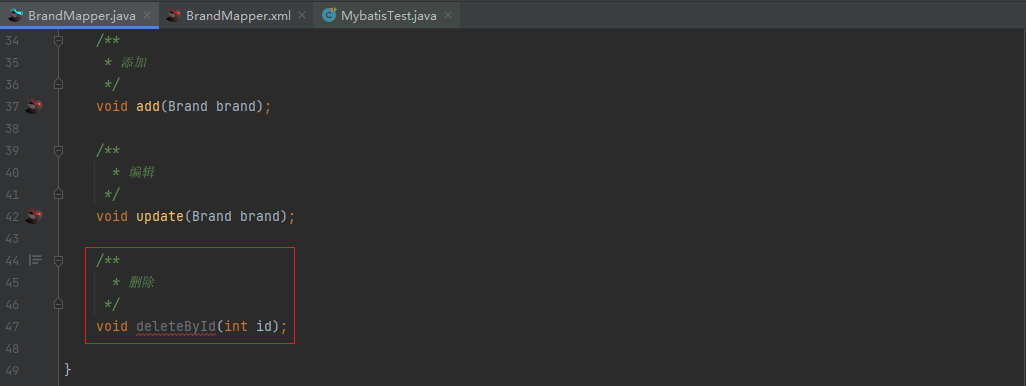 BrandMapper.java BrandMapper.xml MybatisTest.java
34 /**
35 * 添加
36 */
37 void add(Brand brand);
38
39 /**
40 * 编辑
41 */
42 void update(Brand brand);
43
44 /**
45 * 删除
46 */
47 void deleteById(int id);
48
49 }